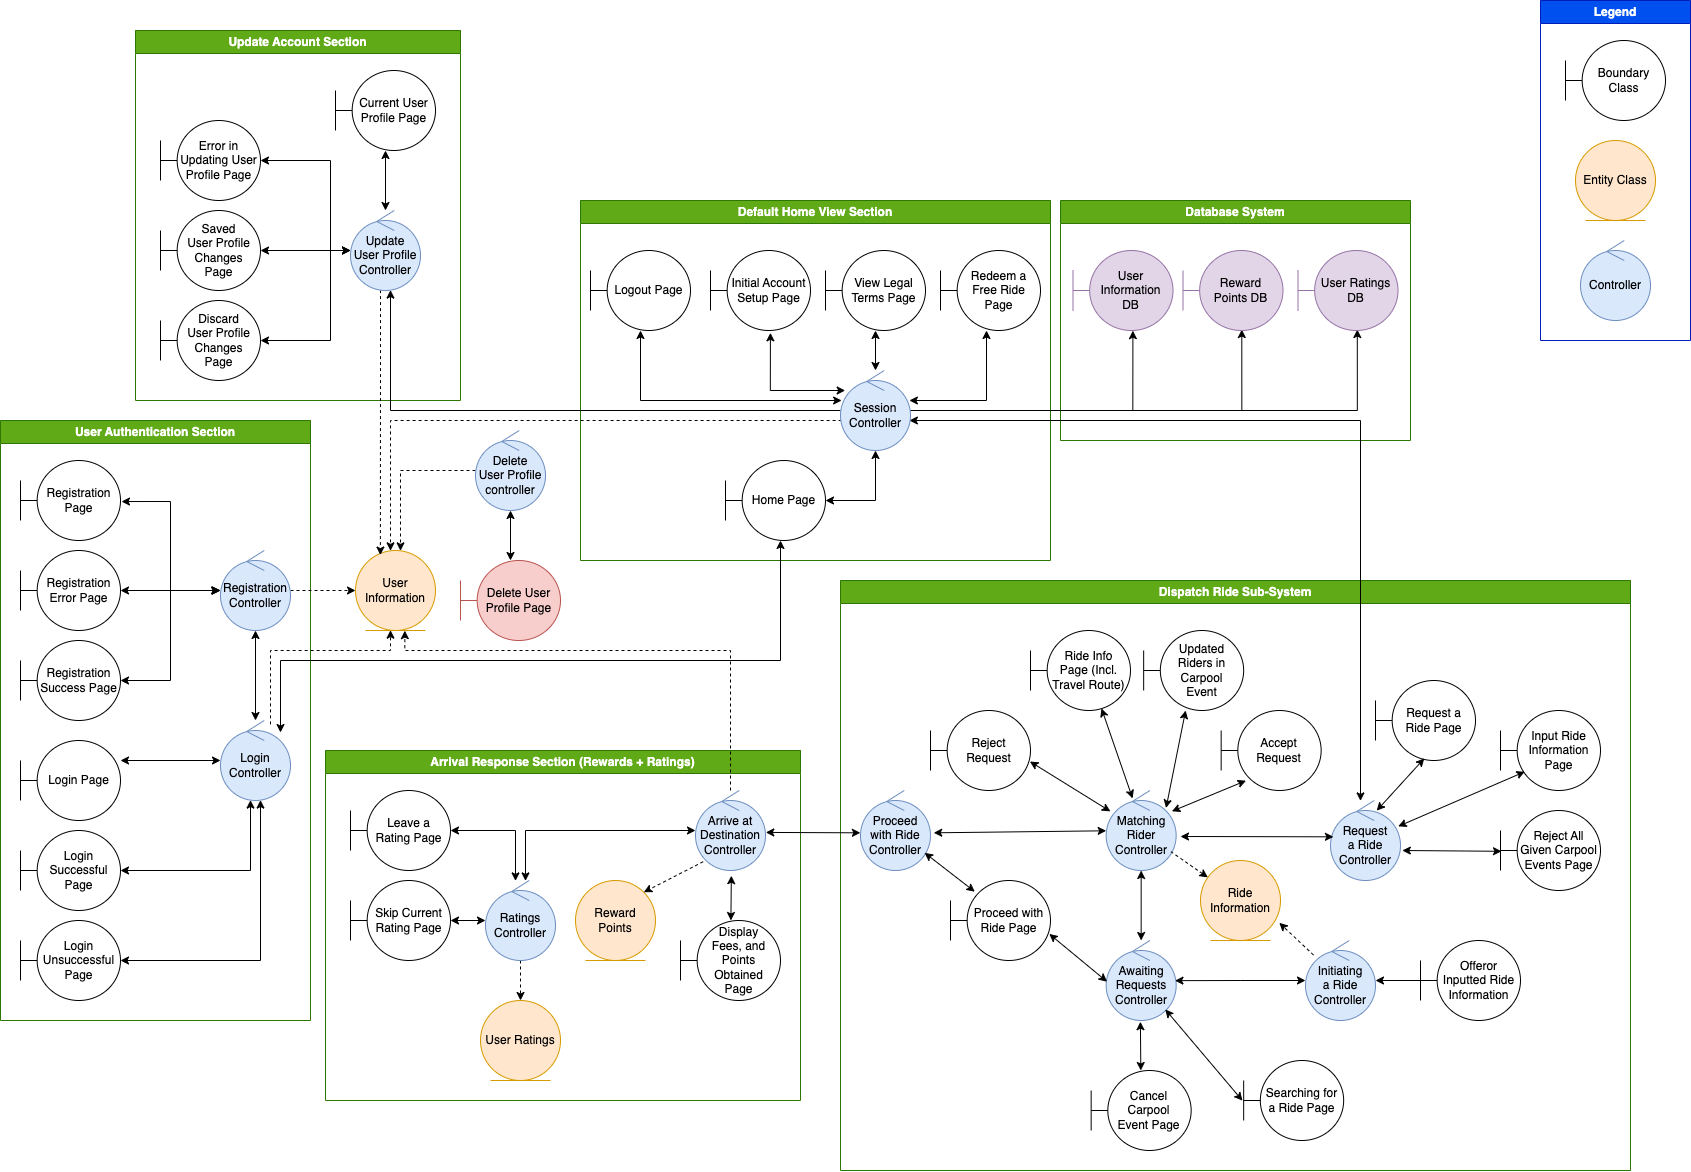 Legend
Boundary
Class
Entity Class
Controller
Update Account Section
Current User
Profile Page
Error in
Updating User
Profile Page
Saved
User Profile
Changes
Page
Update
User Profile
Controller
Discard
User Profile
Changes
Page
Default Home View Section
Logout Page
Initial Account
Setup Page
View Legal
Terms Page
Redeem a
Free Ride
Page
Session
Controller
Home Page
Database System
User
Information
DB
Reward
Points DB
User Ratings
DB
User Authentication Section
Registration
Page
Registration
Error Page
Registration
Success Page
Registration
Controller
Login Page
Login
Controller
Login
Successful
Page
Login
Unsuccessful
Page
Delete
User Profile
controller
User
Information
Delete User
Profile Page
Arrival Response Section (Rewards + Ratings)
Leave a
Rating Page
Skip Current
Rating Page
Ratings
Controller
User Ratings
Reward
Points
Arrive at
Destination
Controller
Display
Fees, and
Points
Obtained
Page
Dispatch Ride Sub-System
Ride Info
Page (Incl.
Travel Route)
Updated
Riders in
Carpool
Event
Reject
Request
Accept
Request
Request a
Ride Page
Input Ride
Information
Page
Proceed
with Ride
Controller
Matching
Rider
Controller
Request
a Ride
Controller
Reject All
Given Carpool
Events Page
Proceed with
Ride Page
Ride
Information
Awaiting
Requests
Controller
Initiating
a Ride
Controller
Offeror
Inputted Ride
Information
Cancel
Carpool
Event Page
Searching for
a Ride Page